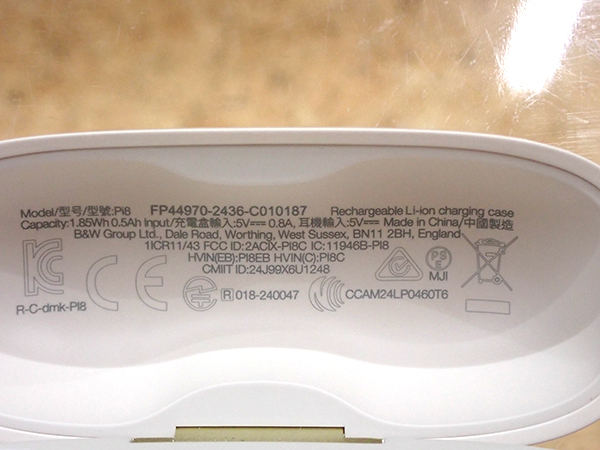 Model/型号/型號:Pi8 FP44970-2436-C010187 Rechargeable Li-ion charging case
Capacity:1.85Wh 0.5Ah Input/充電盒輸入:5V⎓ 0.8A, 耳機輸入:5V⎓ Made in China/中國製造
B&W Group Ltd., Dale Road, Worthing, West Sussex, BN11 2BH, England
1ICR11/43 FCC ID:2ACIX-PI8C IC:11946B-PI8
HVIN(EB):PI8EB HVIN(C):PI8C
CMIIT ID:24J99X6U1248
PSE
MJI
R-C-dmk-PI8
R 018-240047
CCAM24LP0460T6